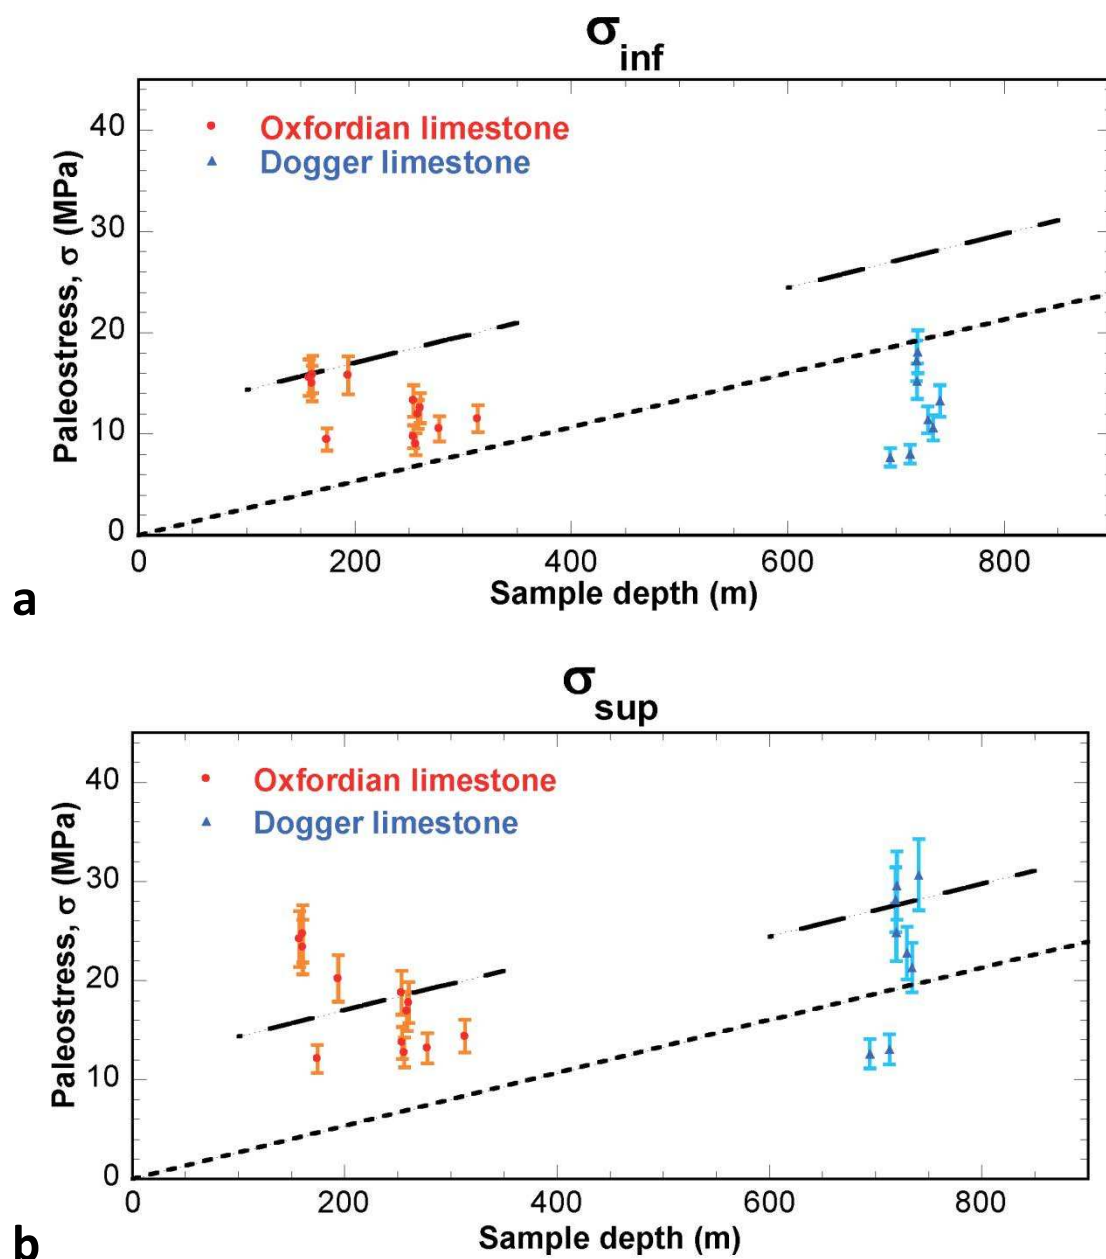 σinf
40
30
20
10
0
Paleostress, σ (MPa)
Oxfordian limestone
Dogger limestone
0 200 400 600 800
Sample depth (m)
a
σsup
40
30
20
10
0
Paleostress, σ (MPa)
Oxfordian limestone
Dogger limestone
0 200 400 600 800
Sample depth (m)
b